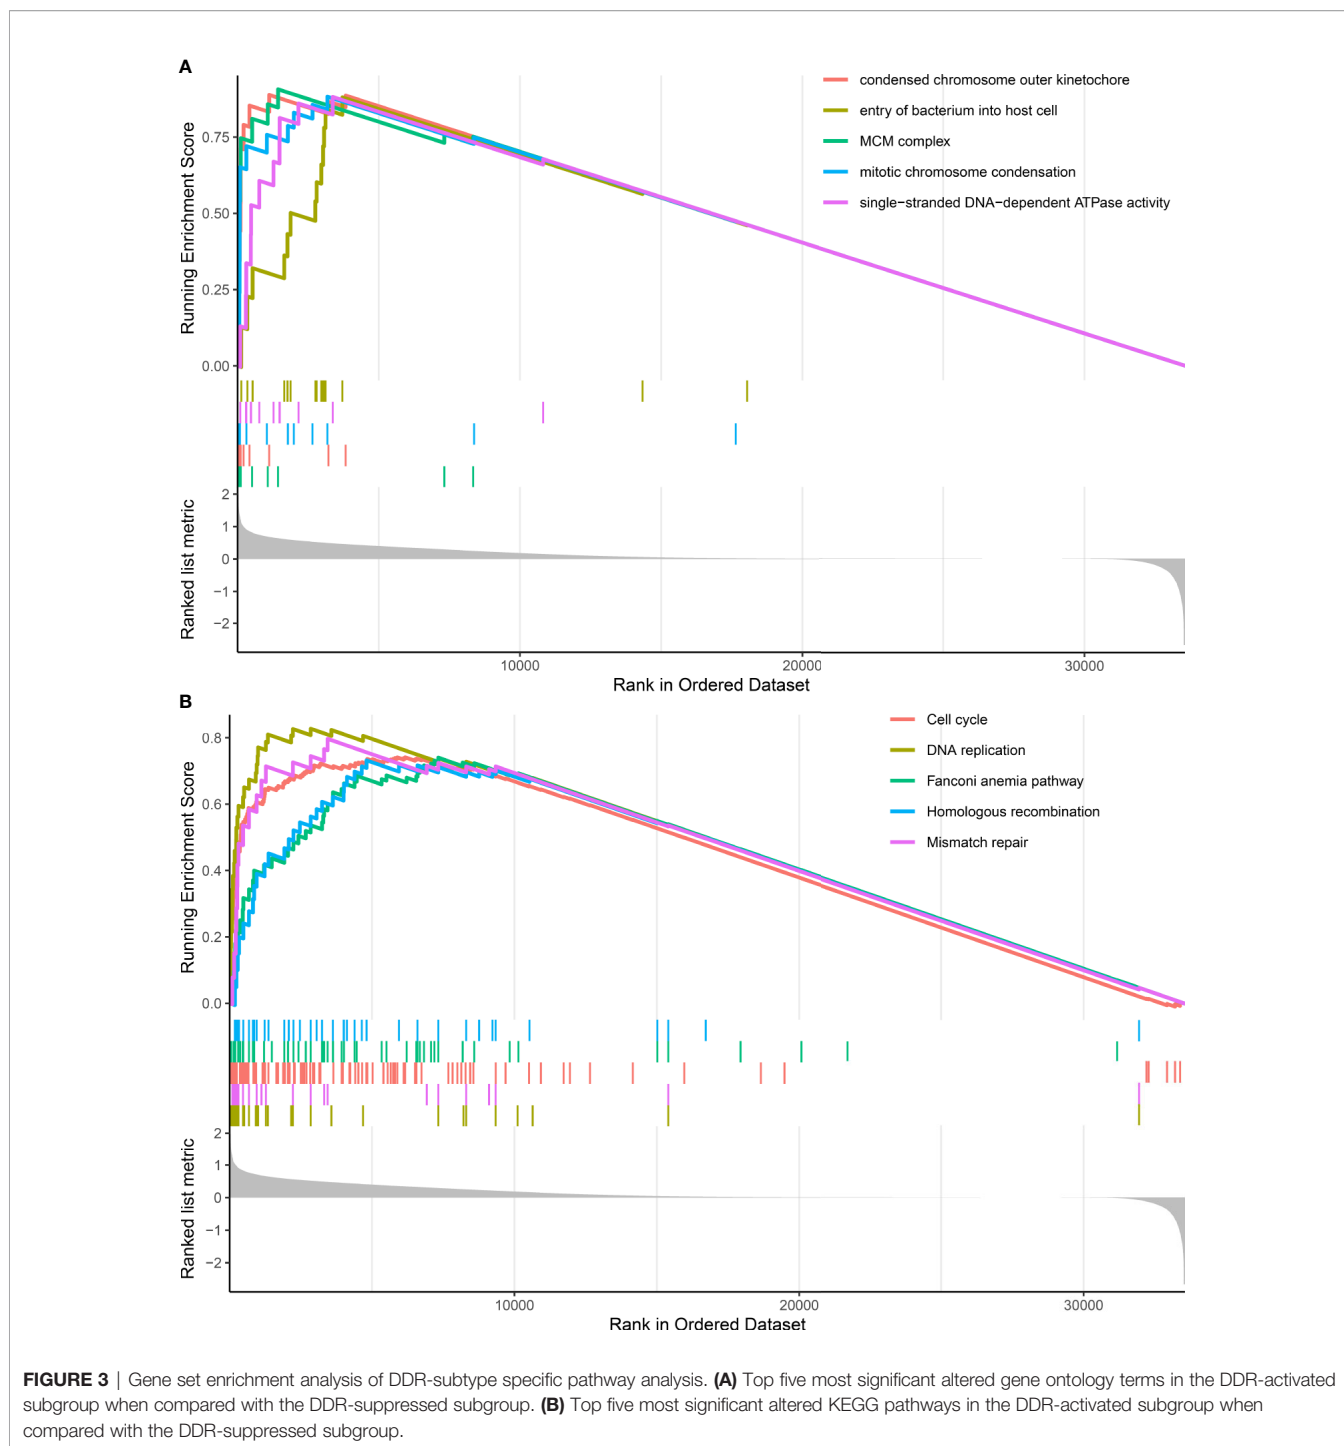 A
condensed chromosome outer kinetochore
entry of bacterium into host cell
MCM complex
mitotic chromosome condensation
single−stranded DNA−dependent ATPase activity
Running Enrichment Score
0.75
0.50
0.25
0.00
Ranked list metric
2
1
0
−1
−2
10000 20000 30000
Rank in Ordered Dataset
B
Cell cycle
DNA replication
Fanconi anemia pathway
Homologous recombination
Mismatch repair
Running Enrichment Score
0.8
0.6
0.4
0.2
0.0
Ranked list metric
2
1
0
−1
−2
10000 20000 30000
Rank in Ordered Dataset
FIGURE 3 | Gene set enrichment analysis of DDR-subtype specific pathway analysis. (A) Top five most significant altered gene ontology terms in the DDR-activated
subgroup when compared with the DDR-suppressed subgroup. (B) Top five most significant altered KEGG pathways in the DDR-activated subgroup when
compared with the DDR-suppressed subgroup.